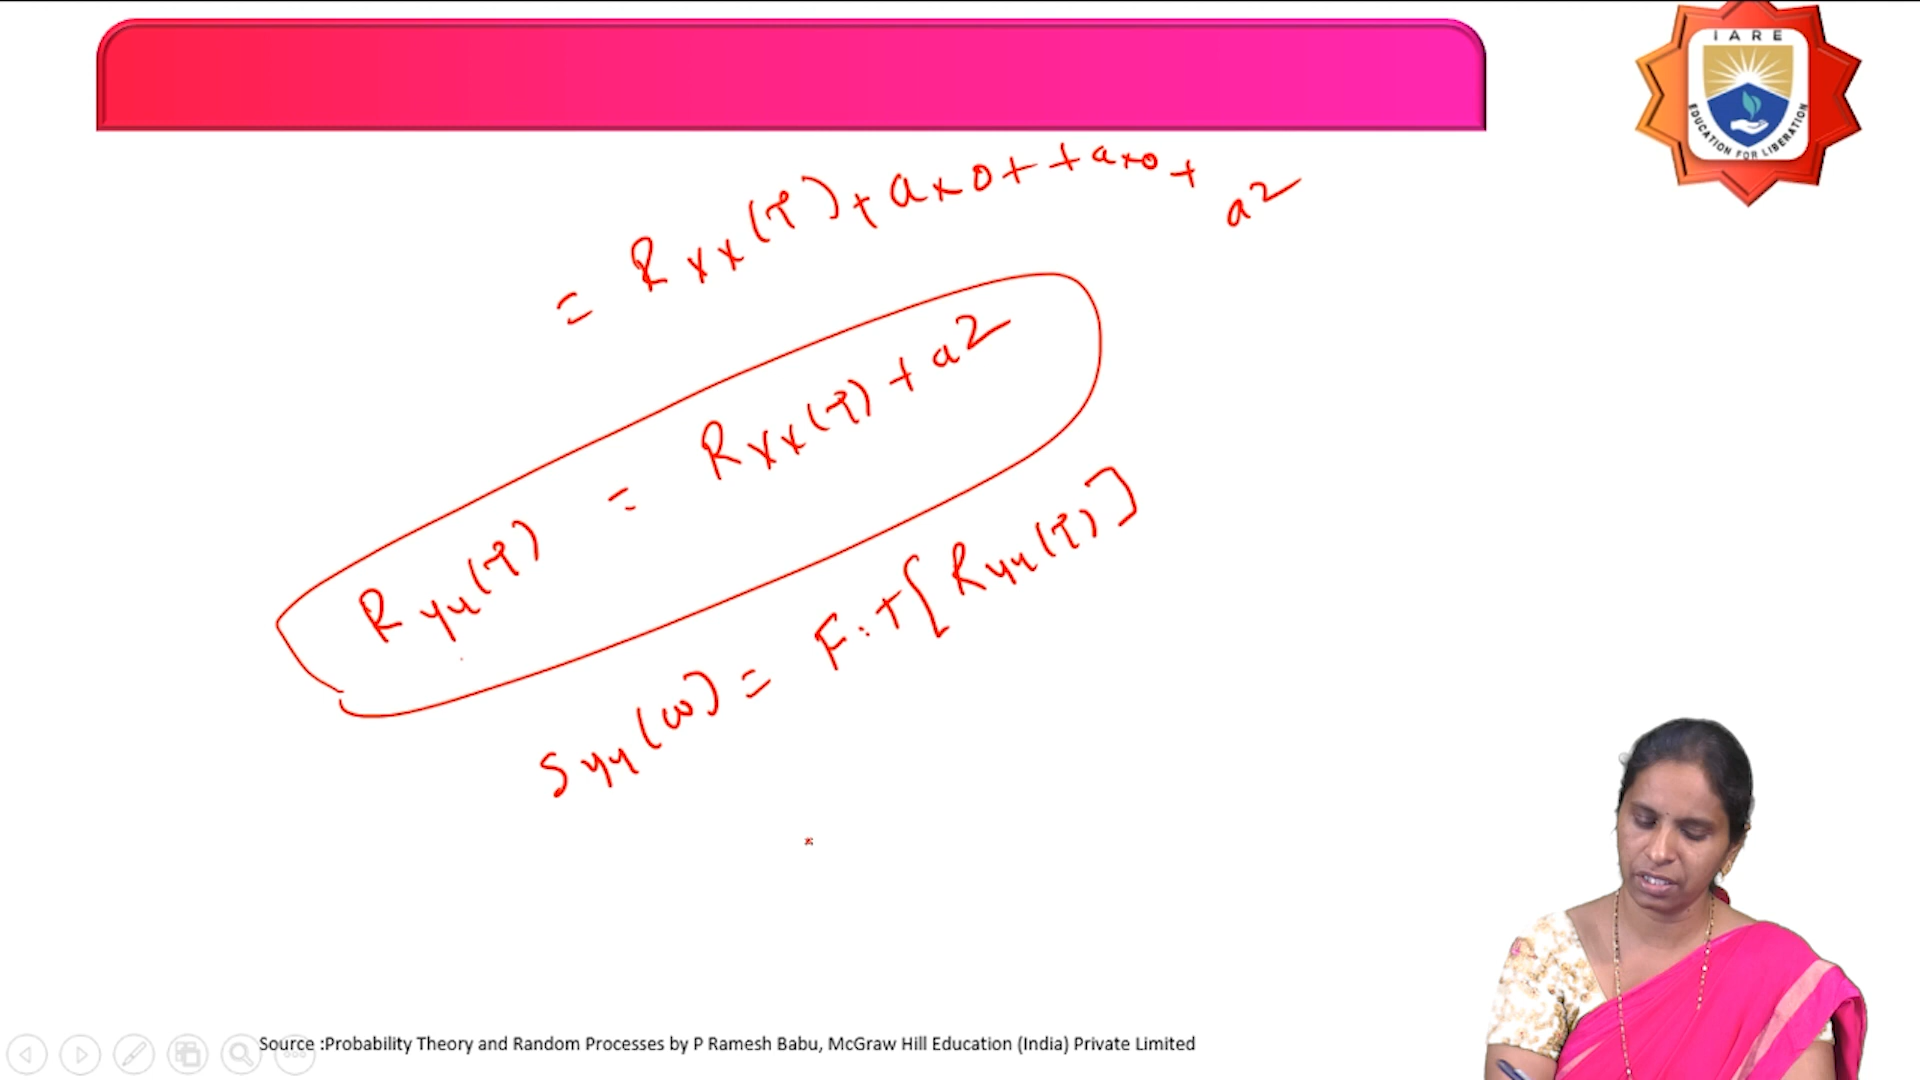 IARE
EDUCATION FOR LIBERATION
= Rxx(τ) + a×0 + + a×0 + a2
Ryy(τ) = Rxx(τ) + a2
Syy(ω) = F.T[Ryy(τ)]
Source :Probability Theory and Random Processes by P Ramesh Babu, McGraw Hill Education (India) Private Limited